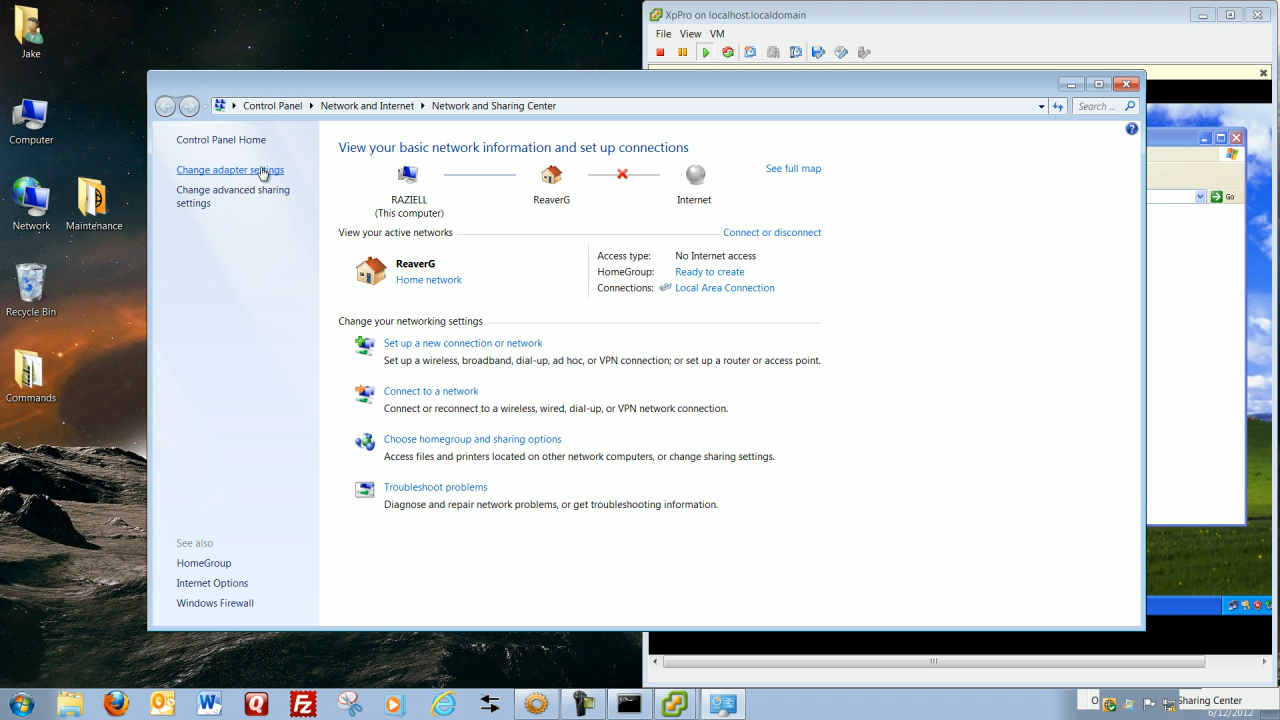 Jake
Computer
Network
Maintenance
Recycle Bin
Commands
XpPro on localhost.localdomain
File View VM
Control Panel Network and Internet Network and Sharing Center
Search ...
Control Panel Home
Change adapter settings
Change advanced sharing
settings
See also
HomeGroup
Internet Options
Windows Firewall
View your basic network information and set up connections
See full map
RAZIELL
(This computer)
ReaverG
Internet
View your active networks
Connect or disconnect
ReaverG
Home network
Access type: No Internet access
HomeGroup: Ready to create
Connections: Local Area Connection
Change your networking settings
Set up a new connection or network
Set up a wireless, broadband, dial-up, ad hoc, or VPN connection; or set up a router or access point.
Connect to a network
Connect or reconnect to a wireless, wired, dial-up, or VPN network connection.
Choose homegroup and sharing options
Access files and printers located on other network computers, or change sharing settings.
Troubleshoot problems
Diagnose and repair network problems, or get troubleshooting information.
Go
Sharing Center
6/12/2012